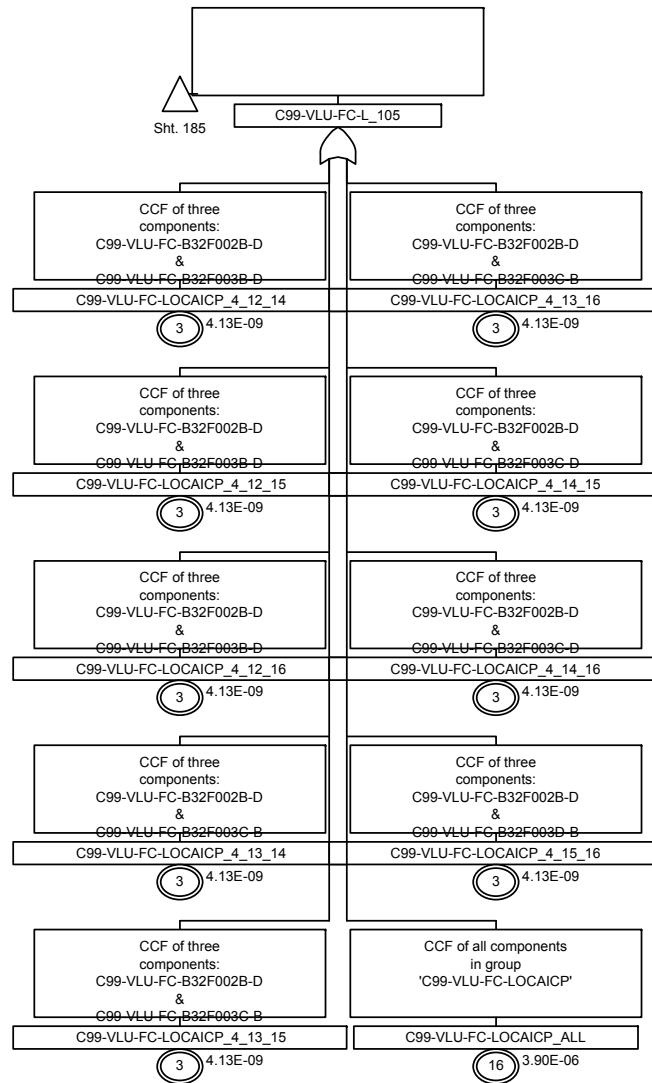 Sht. 185
C99-VLU-FC-L_105
CCF of three
components:
C99-VLU-FC-B32F002B-D
&
C99-VLU-FC-B32F003B-D
C99-VLU-FC-LOCAICP_4_12_14
3
4.13E-09
CCF of three
components:
C99-VLU-FC-B32F002B-D
&
C99-VLU-FC-B32F003C-B
C99-VLU-FC-LOCAICP_4_13_16
3
4.13E-09
CCF of three
components:
C99-VLU-FC-B32F002B-D
&
C99-VLU-FC-B32F003B-D
C99-VLU-FC-LOCAICP_4_12_15
3
4.13E-09
CCF of three
components:
C99-VLU-FC-B32F002B-D
&
C99-VLU-FC-B32F003C-D
C99-VLU-FC-LOCAICP_4_14_15
3
4.13E-09
CCF of three
components:
C99-VLU-FC-B32F002B-D
&
C99-VLU-FC-B32F003B-D
C99-VLU-FC-LOCAICP_4_12_16
3
4.13E-09
CCF of three
components:
C99-VLU-FC-B32F002B-D
&
C99-VLU-FC-B32F003C-D
C99-VLU-FC-LOCAICP_4_14_16
3
4.13E-09
CCF of three
components:
C99-VLU-FC-B32F002B-D
&
C99-VLU-FC-B32F003C-B
C99-VLU-FC-LOCAICP_4_13_14
3
4.13E-09
CCF of three
components:
C99-VLU-FC-B32F002B-D
&
C99-VLU-FC-B32F003D-B
C99-VLU-FC-LOCAICP_4_15_16
3
4.13E-09
CCF of three
components:
C99-VLU-FC-B32F002B-D
&
C99-VLU-FC-B32F003C-B
C99-VLU-FC-LOCAICP_4_13_15
3
4.13E-09
CCF of all components
in group
'C99-VLU-FC-LOCAICP'
C99-VLU-FC-LOCAICP_ALL
16
3.90E-06